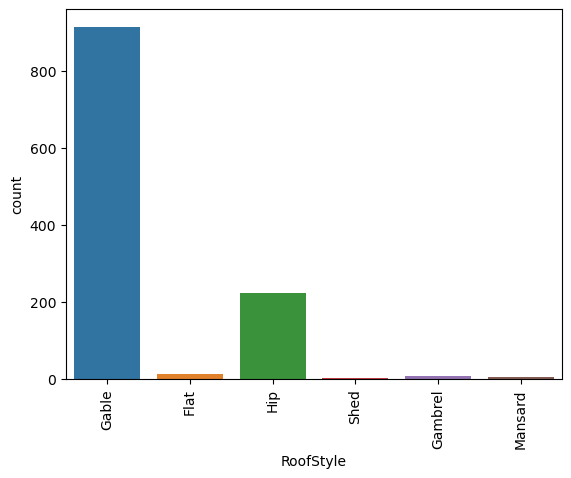 800
600
400
200
0
count
Gable
Flat
Hip
Shed
Gambrel
Mansard
RoofStyle